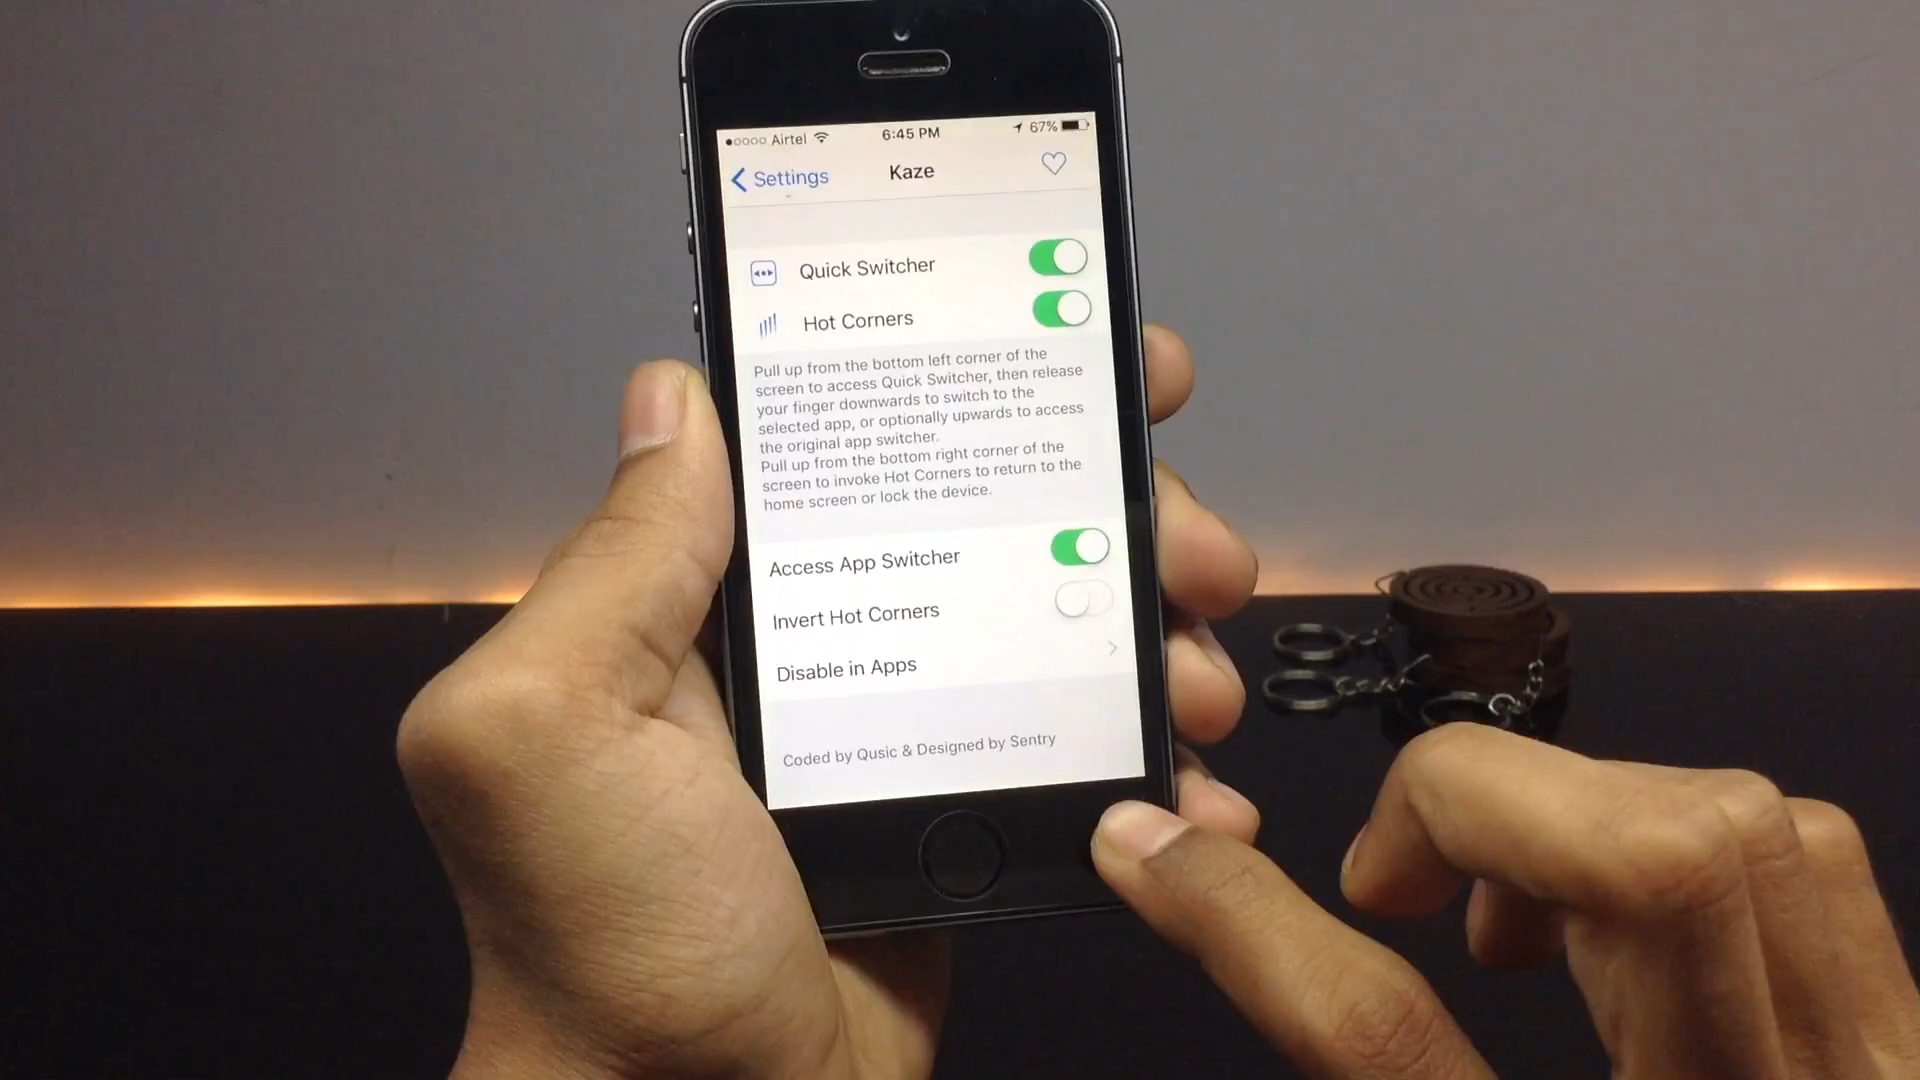 Airtel 6:45 PM 67%
Settings Kaze
Quick Switcher
Hot Corners
Pull up from the bottom left corner of the
screen to access Quick Switcher, then release
your finger downwards to switch to the
selected app, or optionally upwards to access
the original app switcher.
Pull up from the bottom right corner of the
screen to invoke Hot Corners to return to the
home screen or lock the device.
Access App Switcher
Invert Hot Corners
Disable in Apps
Coded by Qusic & Designed by Sentry